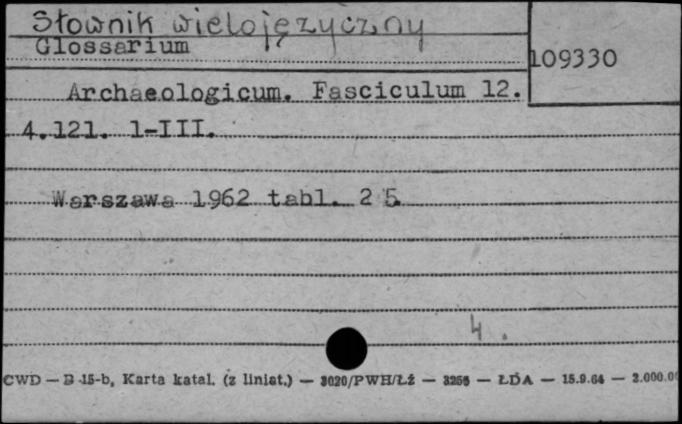 Słownik wielojęzyczny
Glossarium
109330
Archaeologicum. Fasciculum 12.
4.121. 1-III.
Warszawa 1962 tabl. 25.
4.
CWD — B 15-b, Karta katal. (z liniat.) — 3020/PWH/Łź — 3256 — ŁDA — 15.9.64 — 2.000.0